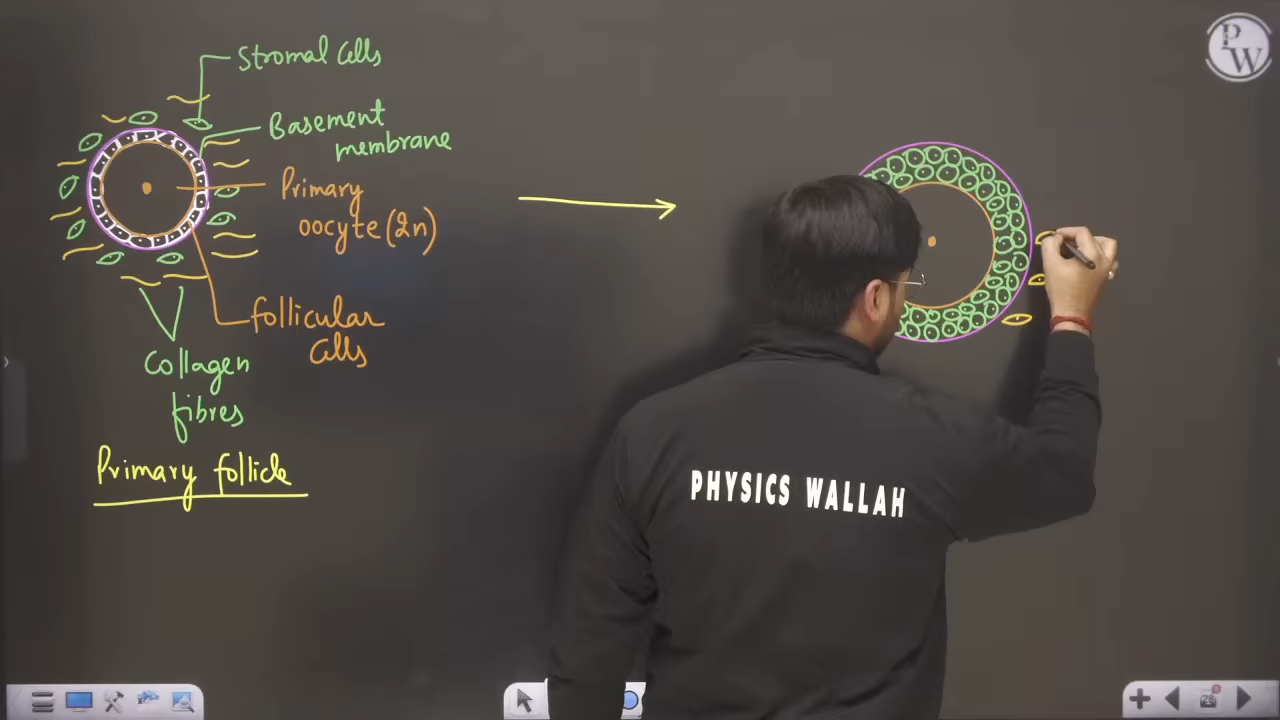 Stromal Cells
Basement
membrane
Primary
oocyte (2n)
follicular
Cells
Collagen
fibres
Primary follicle
PHYSICS WALLAH
P
W